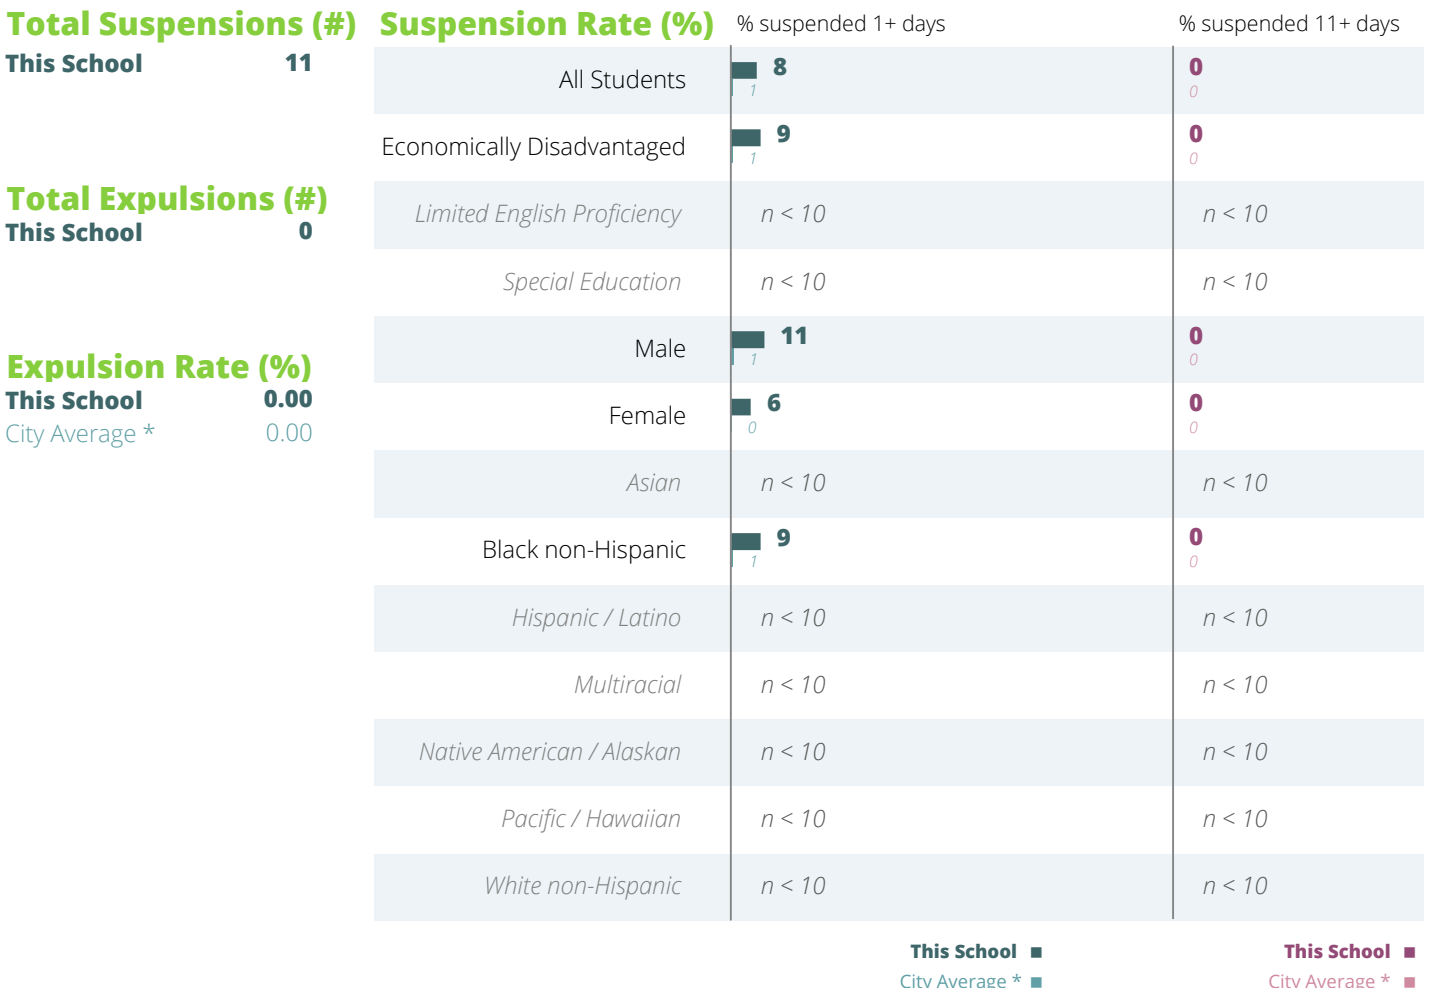 Total Suspensions (#)
This School 11
Total Expulsions (#)
This School 0
Expulsion Rate (%)
This School 0.00
City Average * 0.00
Suspension Rate (%) % suspended 1+ days % suspended 11+ days
All Students 8 0
1 0
Economically Disadvantaged 9 0
1 0
Limited English Proficiency n < 10 n < 10
Special Education n < 10 n < 10
Male 11 0
1 0
Female 6 0
0 0
Asian n < 10 n < 10
Black non-Hispanic 9 0
1 0
Hispanic / Latino n < 10 n < 10
Multiracial n < 10 n < 10
Native American / Alaskan n < 10 n < 10
Pacific / Hawaiian n < 10 n < 10
White non-Hispanic n < 10 n < 10
This School This School
City Average * City Average *